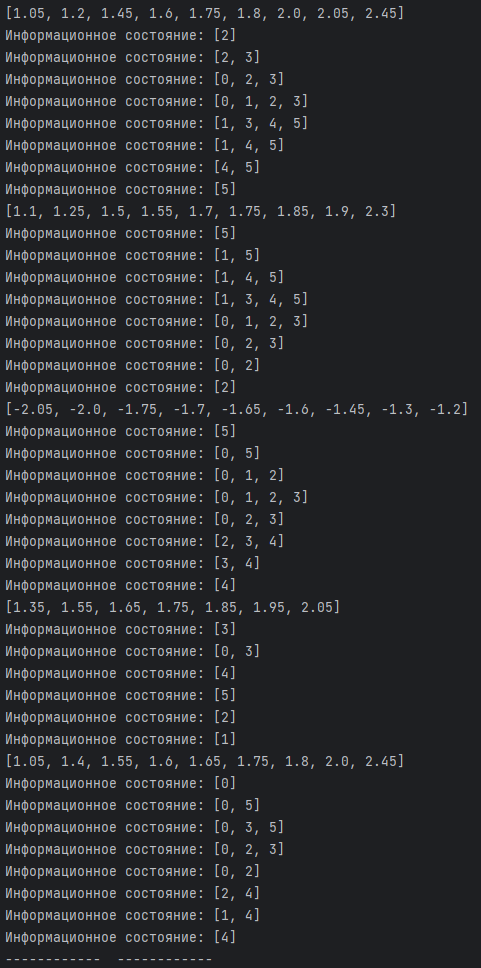 [1.05, 1.2, 1.45, 1.6, 1.75, 1.8, 2.0, 2.05, 2.45]
Информационное состояние: [2]
Информационное состояние: [2, 3]
Информационное состояние: [0, 2, 3]
Информационное состояние: [0, 1, 2, 3]
Информационное состояние: [1, 3, 4, 5]
Информационное состояние: [1, 4, 5]
Информационное состояние: [4, 5]
Информационное состояние: [5]
[1.1, 1.25, 1.5, 1.55, 1.7, 1.75, 1.85, 1.9, 2.3]
Информационное состояние: [5]
Информационное состояние: [1, 5]
Информационное состояние: [1, 4, 5]
Информационное состояние: [1, 3, 4, 5]
Информационное состояние: [0, 1, 2, 3]
Информационное состояние: [0, 2, 3]
Информационное состояние: [0, 2]
Информационное состояние: [2]
[-2.05, -2.0, -1.75, -1.7, -1.65, -1.6, -1.45, -1.3, -1.2]
Информационное состояние: [5]
Информационное состояние: [0, 5]
Информационное состояние: [0, 1, 2]
Информационное состояние: [0, 1, 2, 3]
Информационное состояние: [0, 2, 3]
Информационное состояние: [2, 3, 4]
Информационное состояние: [3, 4]
Информационное состояние: [4]
[1.35, 1.55, 1.65, 1.75, 1.85, 1.95, 2.05]
Информационное состояние: [3]
Информационное состояние: [0, 3]
Информационное состояние: [4]
Информационное состояние: [5]
Информационное состояние: [2]
Информационное состояние: [1]
[1.05, 1.4, 1.55, 1.6, 1.65, 1.75, 1.8, 2.0, 2.45]
Информационное состояние: [0]
Информационное состояние: [0, 5]
Информационное состояние: [0, 3, 5]
Информационное состояние: [0, 2, 3]
Информационное состояние: [0, 2]
Информационное состояние: [2, 4]
Информационное состояние: [1, 4]
Информационное состояние: [4]
------------  ------------